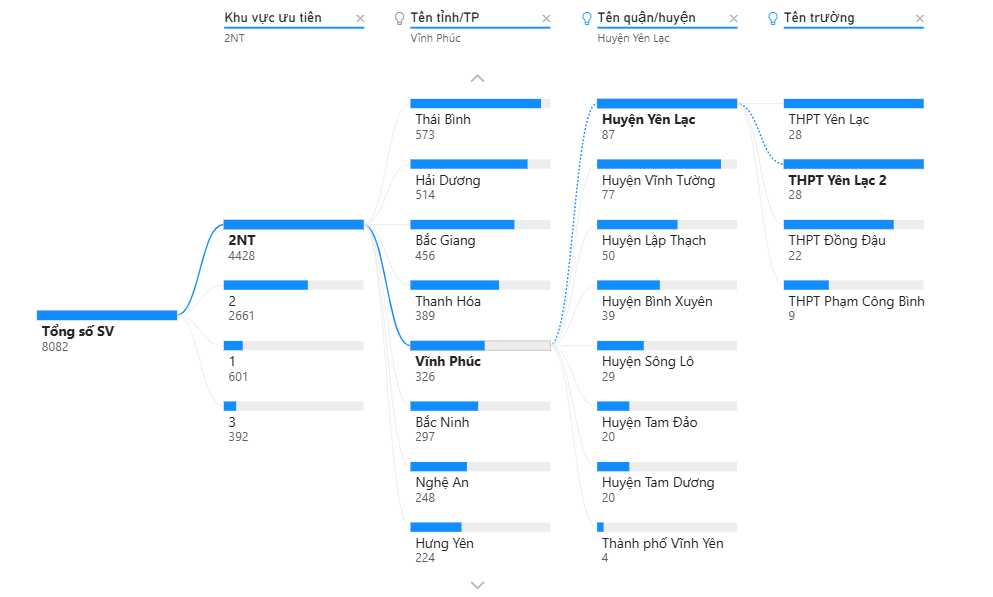 Khu vực ưu tiên
2NT
Tên tỉnh/TP
Vĩnh Phúc
Tên quận/huyện
Huyện Yên Lạc
Tên trường
Tổng số SV
8082
2NT
4428
2
2661
1
601
3
392
Thái Bình
573
Hải Dương
514
Bắc Giang
456
Thanh Hóa
389
Vĩnh Phúc
326
Bắc Ninh
297
Nghệ An
248
Hưng Yên
224
Huyện Yên Lạc
87
Huyện Vĩnh Tường
77
Huyện Lập Thạch
50
Huyện Bình Xuyên
39
Huyện Sông Lô
29
Huyện Tam Đảo
20
Huyện Tam Dương
20
Thành phố Vĩnh Yên
4
THPT Yên Lạc
28
THPT Yên Lạc 2
28
THPT Đồng Đậu
22
THPT Phạm Công Bình
9